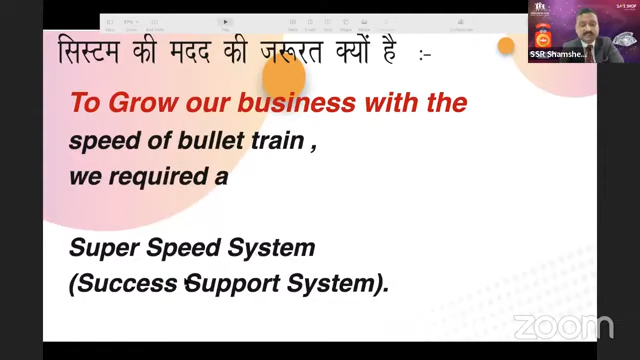 सिस्टम की मदद की जरूरत क्यों है :-
To Grow our business with the
speed of bullet train ,
we required a
Super Speed System
(Success Support System).
SSR Shamshe...
zoom